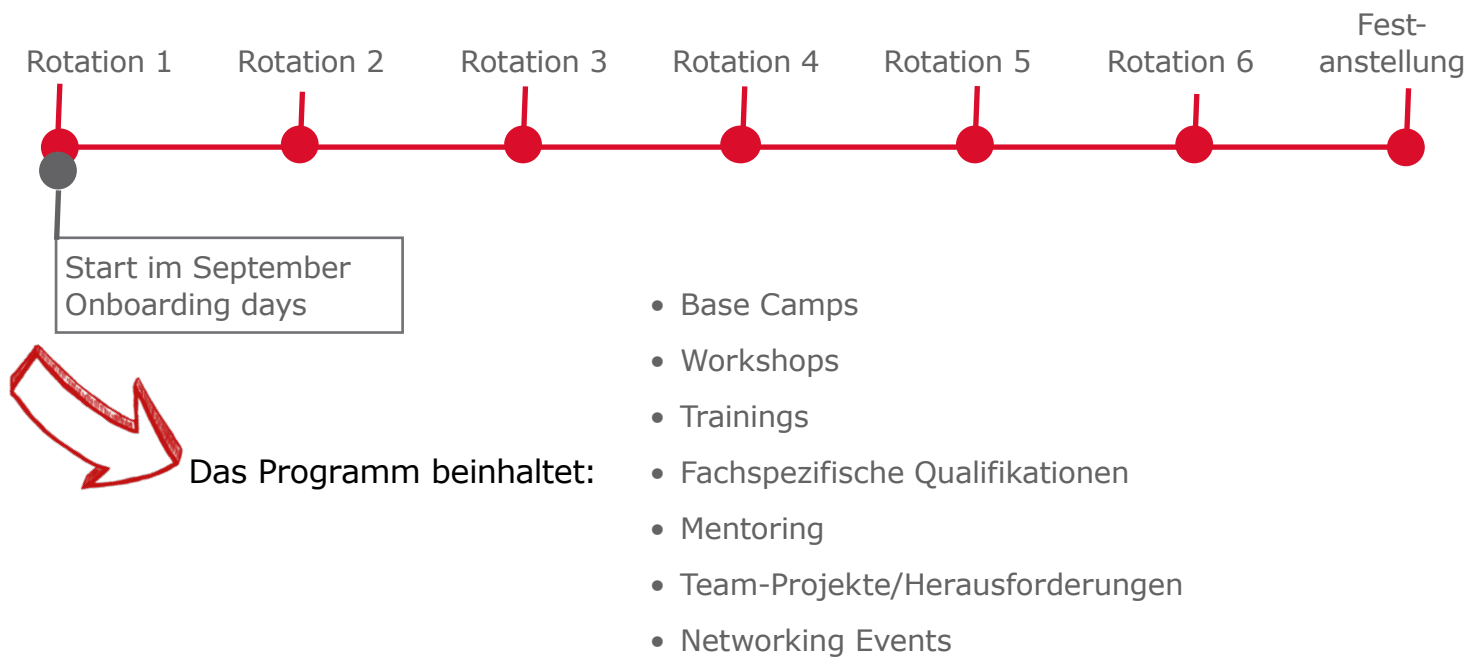 Rotation 1
Rotation 2
Rotation 3
Rotation 4
Rotation 5
Rotation 6
Fest-
anstellung
Start im September
Onboarding days
Das Programm beinhaltet:
• Base Camps
• Workshops
• Trainings
• Fachspezifische Qualifikationen
• Mentoring
• Team-Projekte/Herausforderungen
• Networking Events